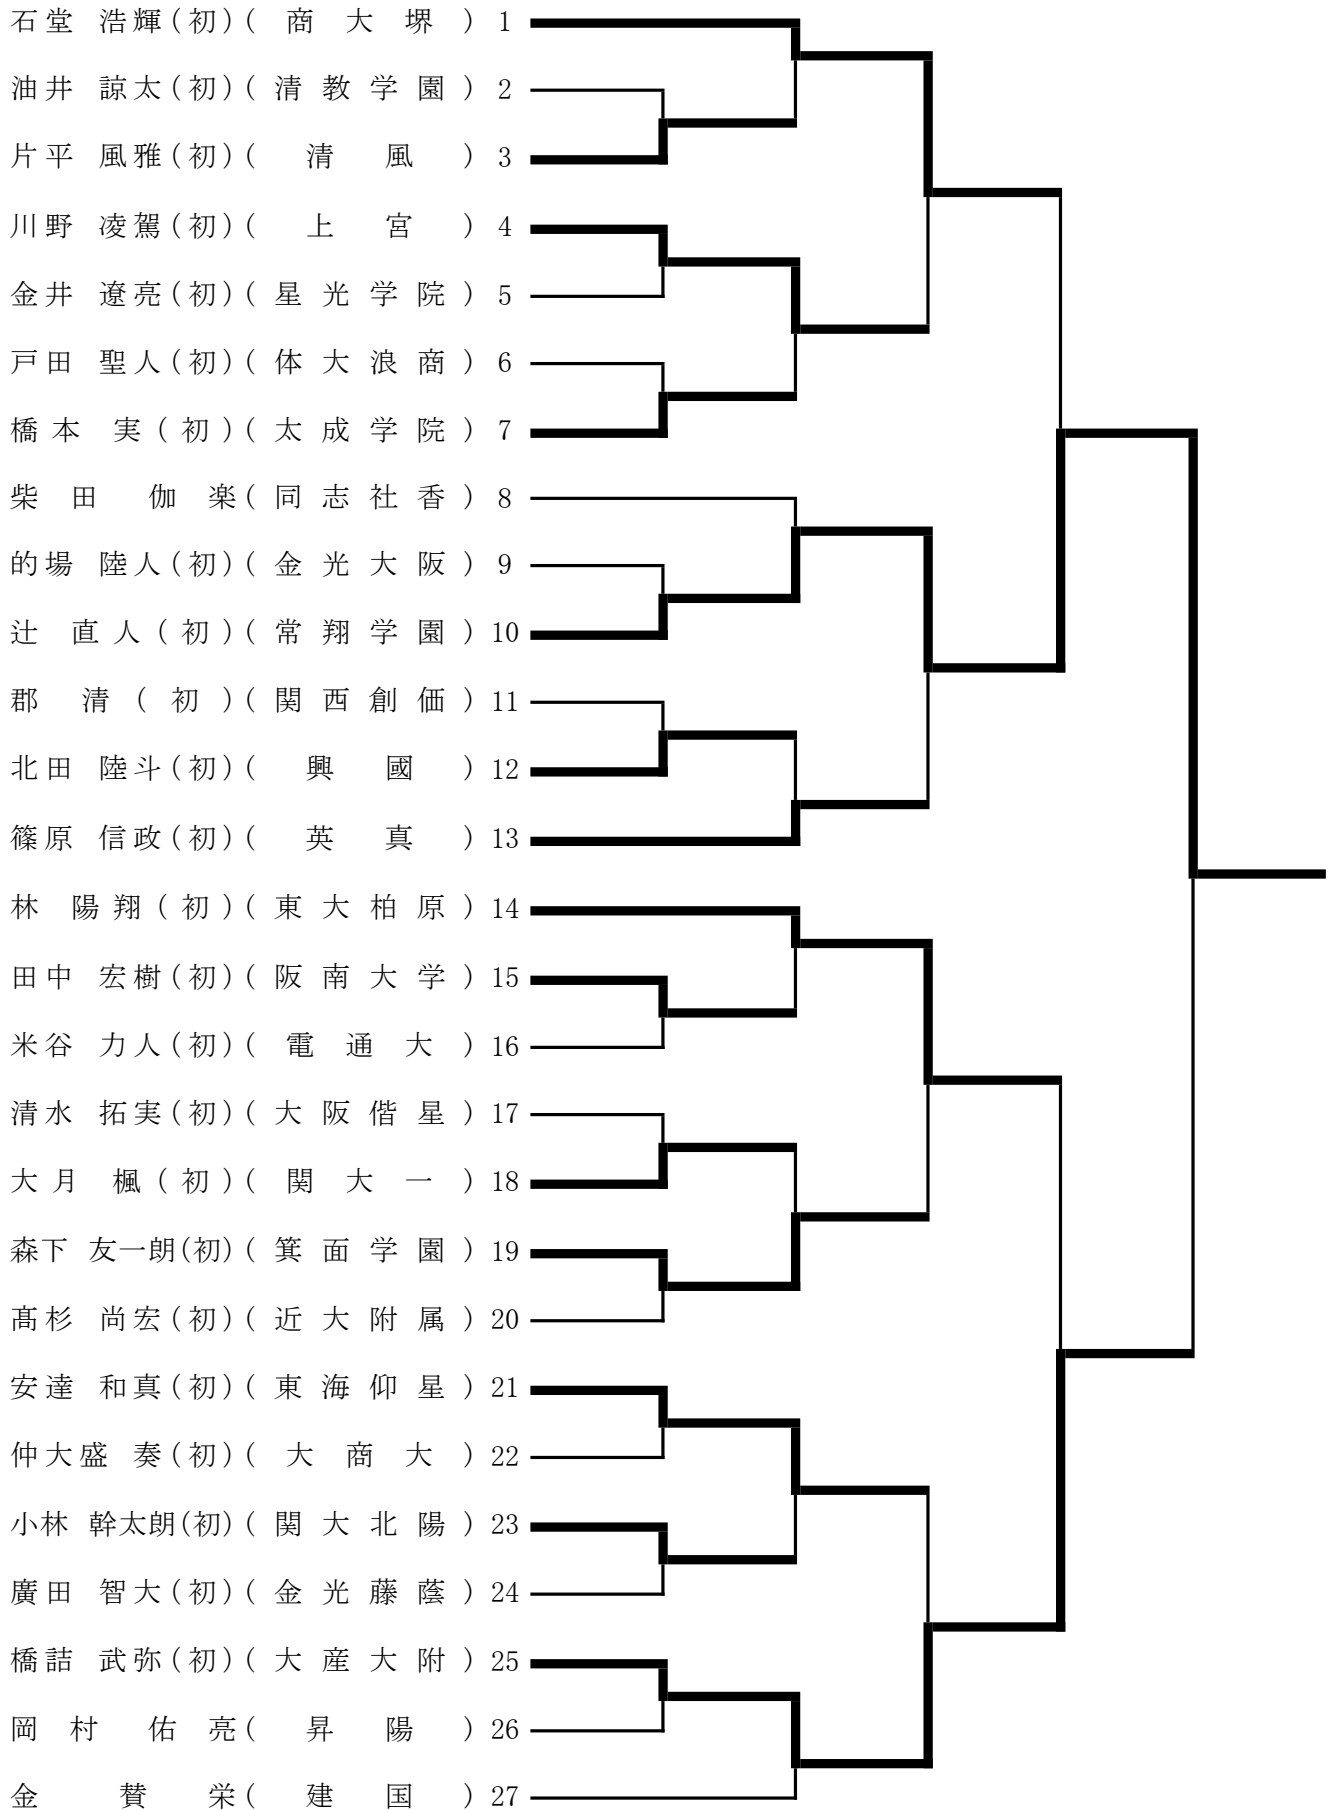 石堂 浩輝(初)( 商 大 堺 ) 1
油井 諒太(初)( 清 教 学 園 ) 2
片平 風雅(初)( 清 風 ) 3
川野 凌駕(初)( 上 宮 ) 4
金井 遼亮(初)( 星 光 学 院 ) 5
戸田 聖人(初)( 体 大 浪 商 ) 6
橋本 実(初)( 太 成 学 院 ) 7
柴田 伽楽( 同 志 社 香 ) 8
的場 陸人(初)( 金 光 大 阪 ) 9
辻 直人(初)( 常 翔 学 園 ) 10
郡 清(初)( 関 西 創 価 ) 11
北田 陸斗(初)( 興 國 ) 12
篠原 信政(初)( 英 真 ) 13
林 陽翔(初)( 東 大 柏 原 ) 14
田中 宏樹(初)( 阪 南 大 学 ) 15
米谷 力人(初)( 電 通 大 ) 16
清水 拓実(初)( 大 阪 偕 星 ) 17
大月 楓(初)( 関 大 一 ) 18
森下 友一朗(初)( 箕 面 学 園 ) 19
髙杉 尚宏(初)( 近 大 附 属 ) 20
安達 和真(初)( 東 海 仰 星 ) 21
仲大盛 奏(初)( 大 商 大 ) 22
小林 幹太朗(初)( 関 大 北 陽 ) 23
廣田 智大(初)( 金 光 藤 蔭 ) 24
橋詰 武弥(初)( 大 産 大 附 ) 25
岡村 佑亮( 昇 陽 ) 26
金 賛栄( 建 国 ) 27